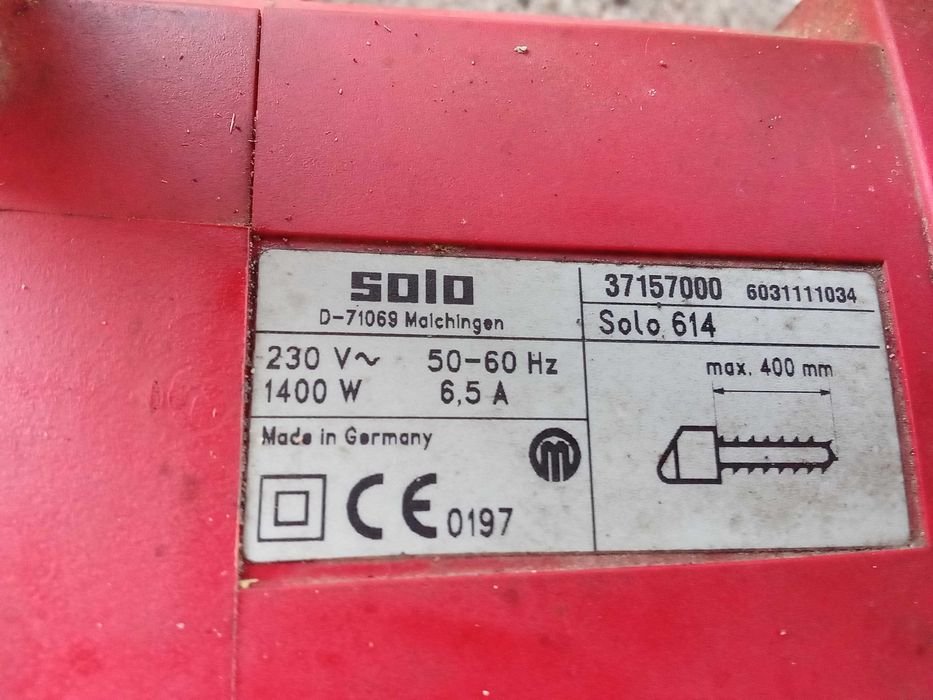 solo
D-71069 Maichingen
37157000 6031111034
Solo 614
230 V~ 50-60 Hz
1400 W 6,5 A
max. 400 mm
Made in Germany
m
CE 0197